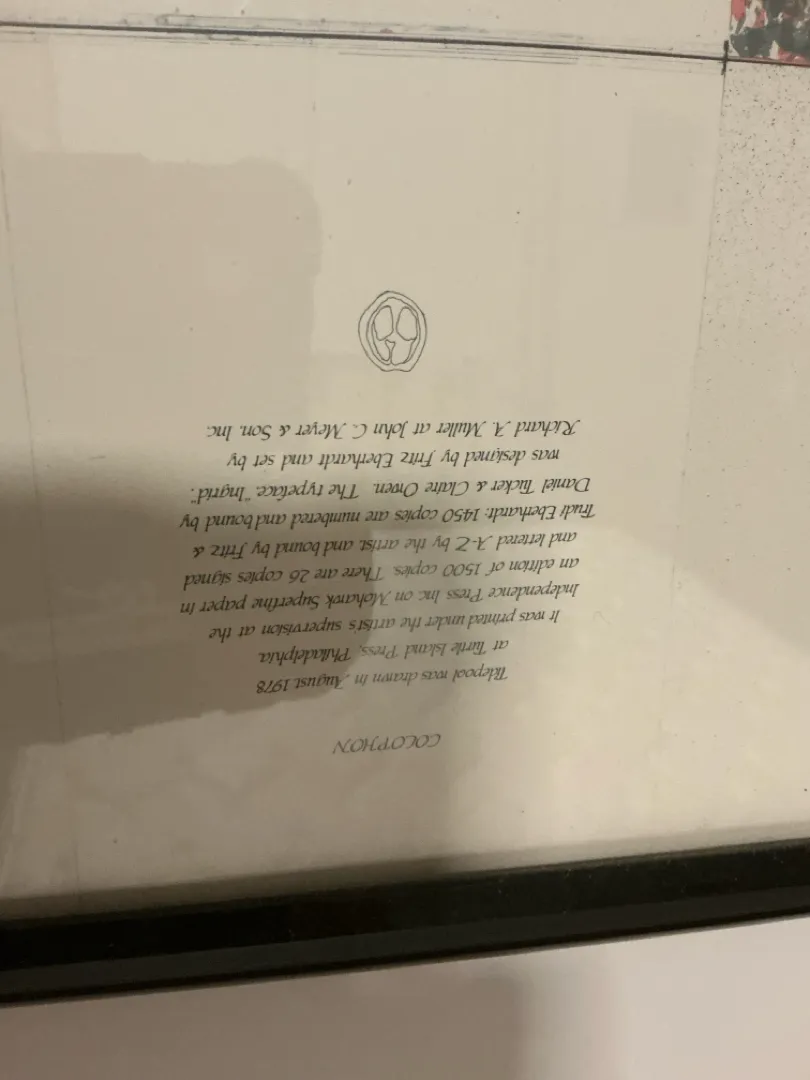 COLOPHON
Tidepool was drawn in August 1978
at Turtle Island Press, Philadelphia.
It was printed under the artist's supervision at the
Independence Press Inc on Mohawk Superfine paper in
an edition of 1500 copies. There are 26 copies signed
and lettered A-Z by the artist and bound by Fritz &
Trudi Eberhardt: 1450 copies are numbered and bound by
Daniel Tucker & Claire Owen. The typeface, "Ingrid",
was designed by Fritz Eberhardt and set by
Richard A. Muller at John C. Meyer & Son. Inc.